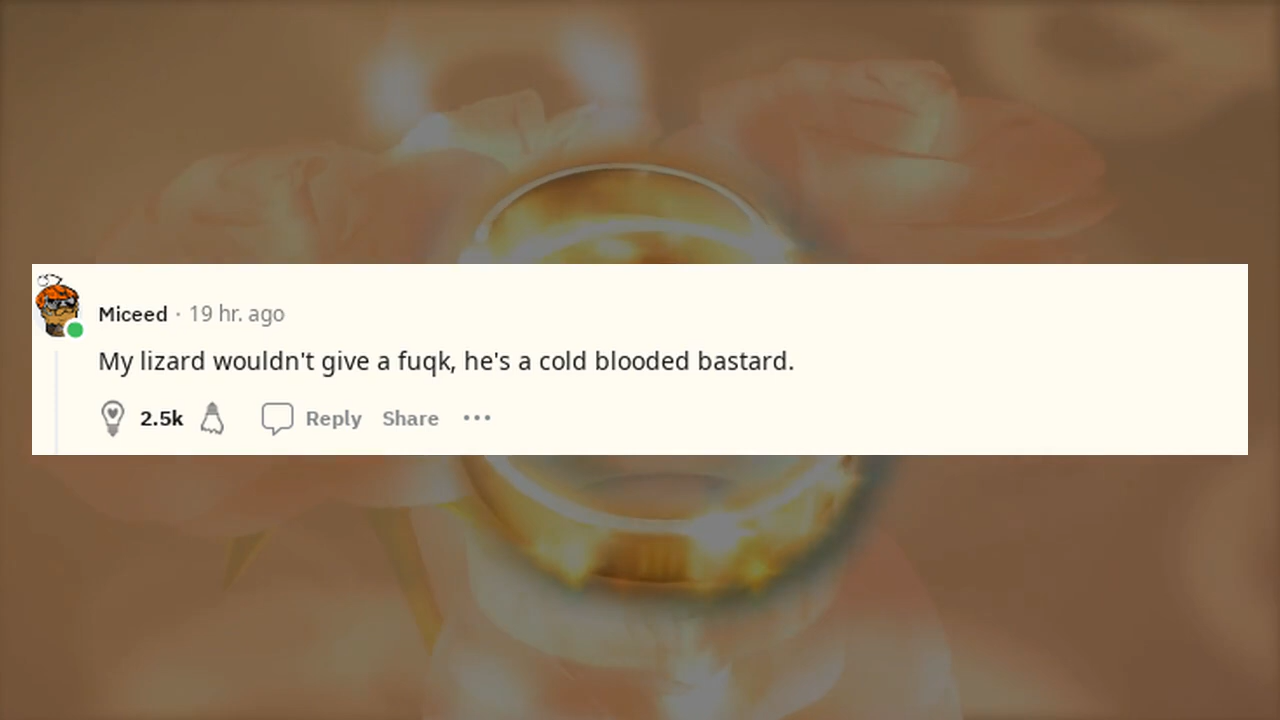 Miceed · 19 hr. ago
My lizard wouldn't give a fuqk, he's a cold blooded bastard.
2.5k Reply Share ···